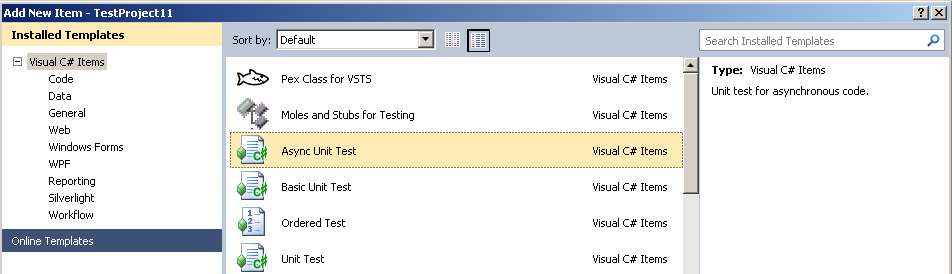 Add New Item - TestProject11
Installed Templates
Visual C# Items
Code
Data
General
Web
Windows Forms
WPF
Reporting
Silverlight
Workflow
Online Templates
Sort by: Default
Pex Class for VSTS Visual C# Items
Moles and Stubs for Testing Visual C# Items
Async Unit Test Visual C# Items
Basic Unit Test Visual C# Items
Ordered Test Visual C# Items
Unit Test Visual C# Items
Search Installed Templates
Type: Visual C# Items
Unit test for asynchronous code.